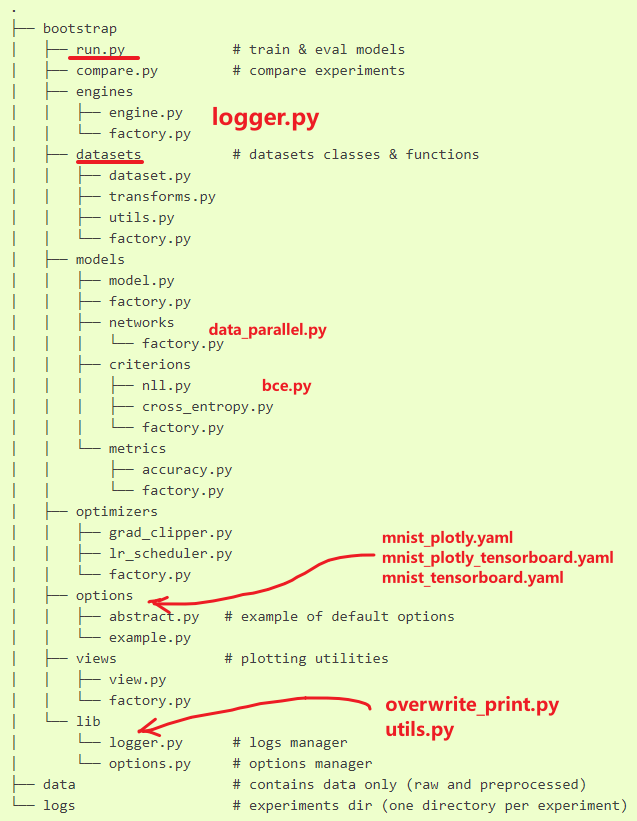 .
├── bootstrap
│   ├── run.py             # train & eval models
│   ├── compare.py         # compare experiments
│   ├── engines
│   │   ├── engine.py
logger.py
│   │   └── factory.py
│   ├── datasets           # datasets classes & functions
│   │   ├── dataset.py
│   │   ├── transforms.py
│   │   ├── utils.py
│   │   └── factory.py
│   ├── models
│   │   ├── model.py
│   │   ├── factory.py
│   │   ├── networks
data_parallel.py
│   │   │   └── factory.py
│   │   ├── criterions
│   │   │   ├── nll.py
bce.py
│   │   │   ├── cross_entropy.py
│   │   │   └── factory.py
│   │   └── metrics
│   │       ├── accuracy.py
│   │       └── factory.py
│   ├── optimizers
│   │   ├── grad_clipper.py
mnist_plotly.yaml
│   │   ├── lr_scheduler.py
mnist_plotly_tensorboard.yaml
│   │   └── factory.py
mnist_tensorboard.yaml
│   ├── options
│   │   ├── abstract.py   # example of default options
│   │   └── example.py
│   ├── views             # plotting utilities
│   │   ├── view.py
│   │   └── factory.py
overwrite_print.py
│   └── lib
utils.py
│       └── logger.py      # logs manager
│       └── options.py     # options manager
├── data                   # contains data only (raw and preprocessed)
└── logs                   # experiments dir (one directory per experiment)